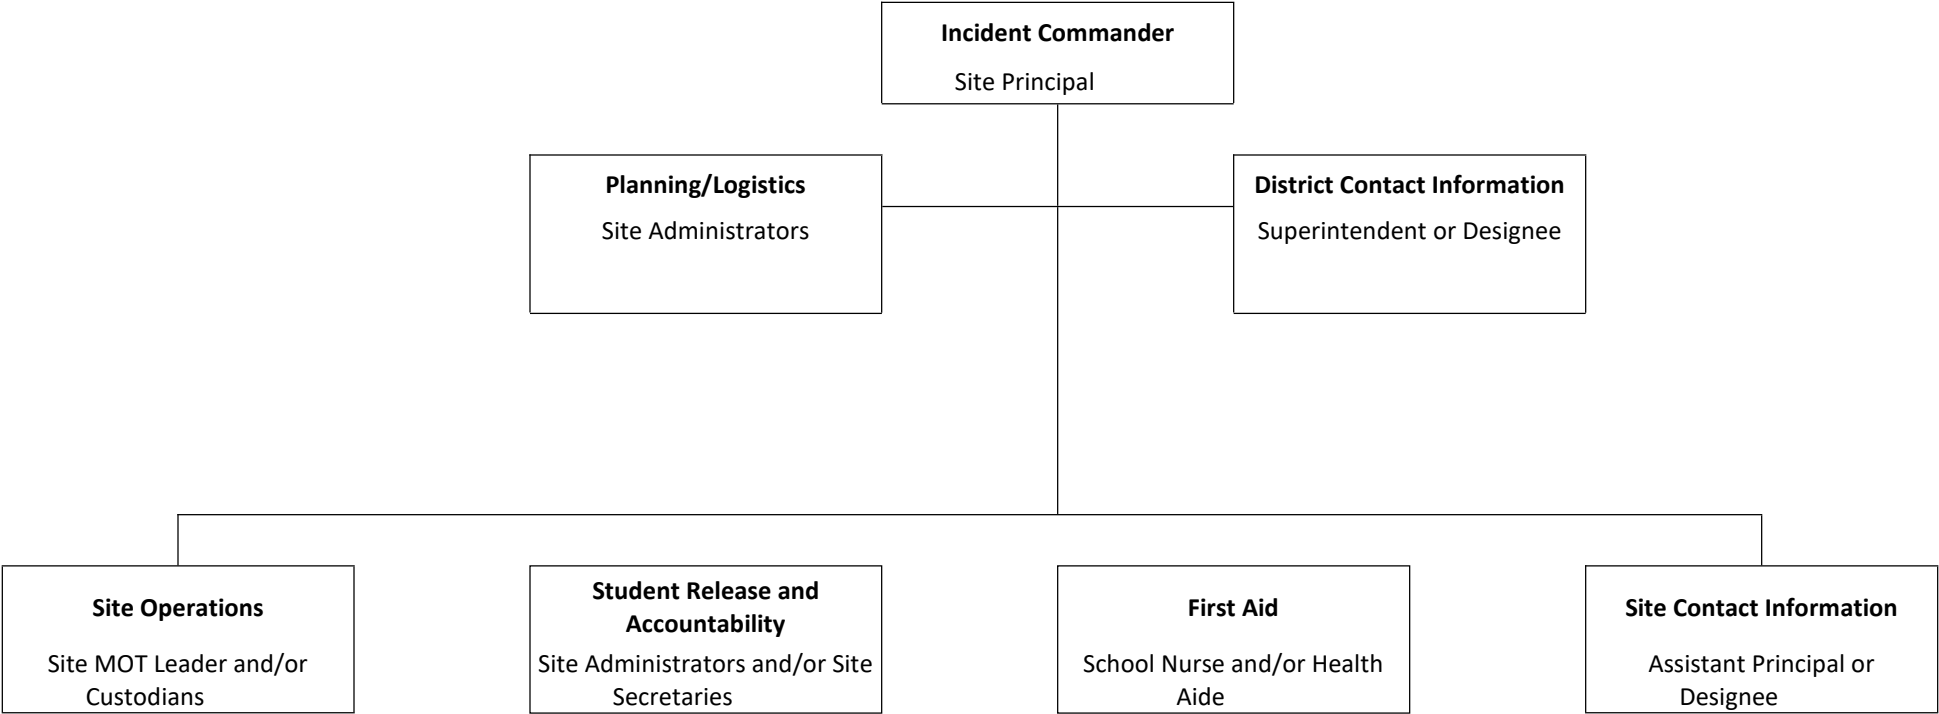 Incident Commander
Site Principal
Planning/Logistics
Site Administrators
District Contact Information
Superintendent or Designee
Site Operations
Site MOT Leader and/or
Custodians
Student Release and
Accountability
Site Administrators and/or Site
Secretaries
First Aid
School Nurse and/or Health
Aide
Site Contact Information
Assistant Principal or
Designee